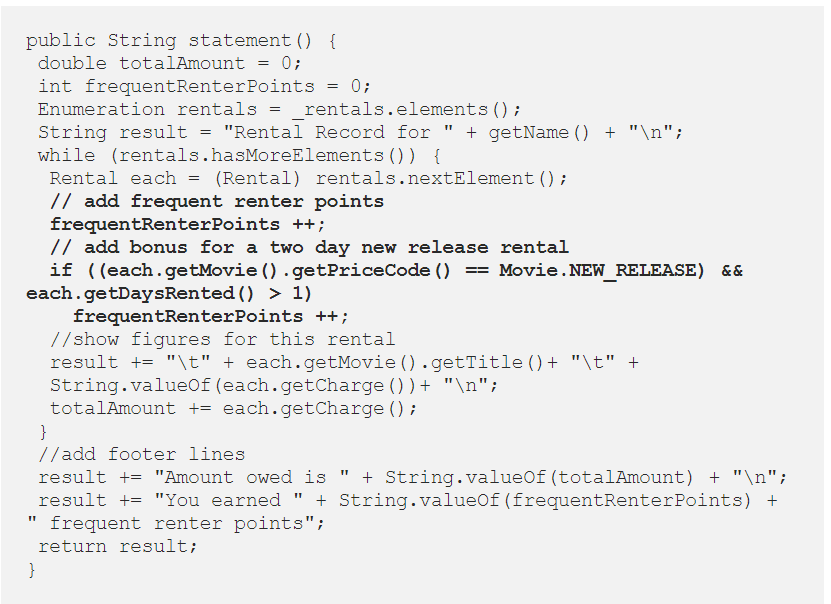 public String statement() {
 double totalAmount = 0;
 int frequentRenterPoints = 0;
 Enumeration rentals = _rentals.elements();
 String result = "Rental Record for " + getName() + "\n";
 while (rentals.hasMoreElements()) {
  Rental each = (Rental) rentals.nextElement();
  // add frequent renter points
  frequentRenterPoints ++;
  // add bonus for a two day new release rental
  if ((each.getMovie().getPriceCode() == Movie.NEW_RELEASE) &&
each.getDaysRented() > 1)
    frequentRenterPoints ++;
  //show figures for this rental
  result += "\t" + each.getMovie().getTitle()+ "\t" +
  String.valueOf(each.getCharge())+ "\n";
  totalAmount += each.getCharge();
 }
 //add footer lines
 result += "Amount owed is " + String.valueOf(totalAmount) + "\n";
 result += "You earned " + String.valueOf(frequentRenterPoints) +
" frequent renter points";
 return result;
}